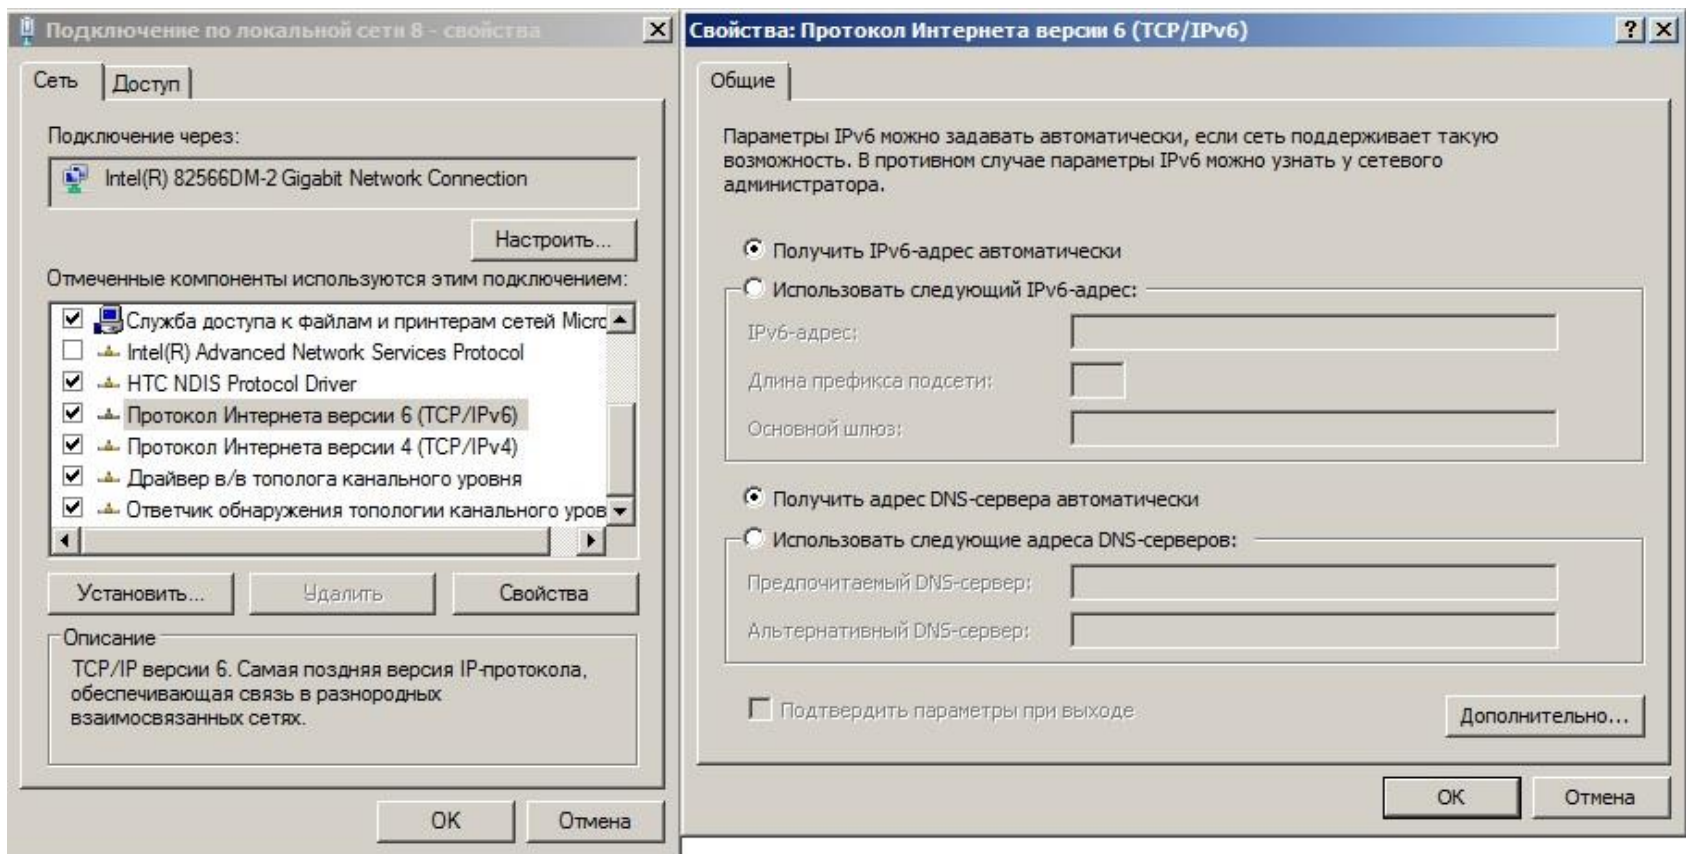 Подключение по локальной сети 8 - свойства
Сеть
Доступ
Подключение через:
Intel(R) 82566DM-2 Gigabit Network Connection
Настроить...
Отмеченные компоненты используются этим подключением:
Служба доступа к файлам и принтерам сетей Micro
Intel(R) Advanced Network Services Protocol
HTC NDIS Protocol Driver
Протокол Интернета версии 6 (TCP/IPv6)
Протокол Интернета версии 4 (TCP/IPv4)
Драйвер в/в тополога канального уровня
Ответчик обнаружения топологии канального уров
Установить...
Удалить
Свойства
Описание
TCP/IP версии 6. Самая поздняя версия IP-протокола,
обеспечивающая связь в разнородных
взаимосвязанных сетях.
OK
Отмена
Свойства: Протокол Интернета версии 6 (TCP/IPv6)
Общие
Параметры IPv6 можно задавать автоматически, если сеть поддерживает такую
возможность. В противном случае параметры IPv6 можно узнать у сетевого
администратора.
Получить IPv6-адрес автоматически
Использовать следующий IPv6-адрес:
IPv6-адрес:
Длина префикса подсети:
Основной шлюз:
Получить адрес DNS-сервера автоматически
Использовать следующие адреса DNS-серверов:
Предпочитаемый DNS-сервер:
Альтернативный DNS-сервер:
Подтвердить параметры при выходе
Дополнительно...
OK
Отмена